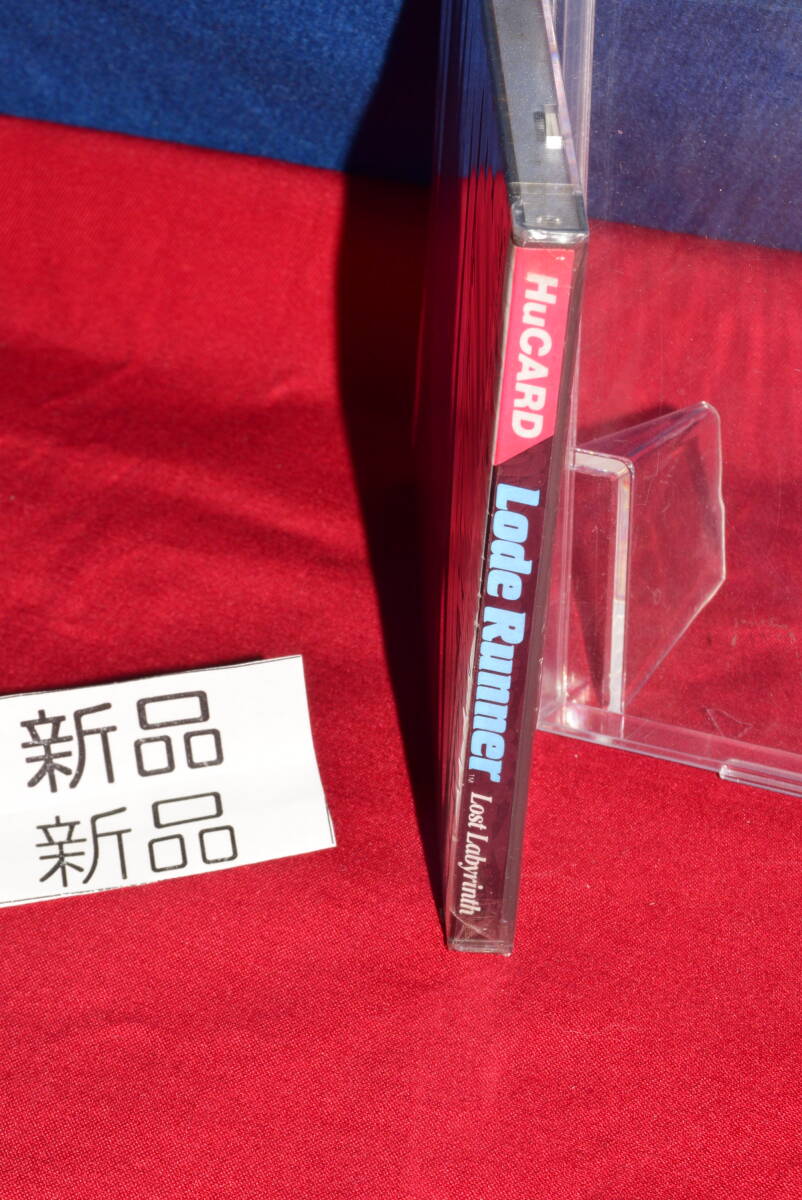 HuCARD
Lode Runner
TM
Lost Labyrinth
新品
新品